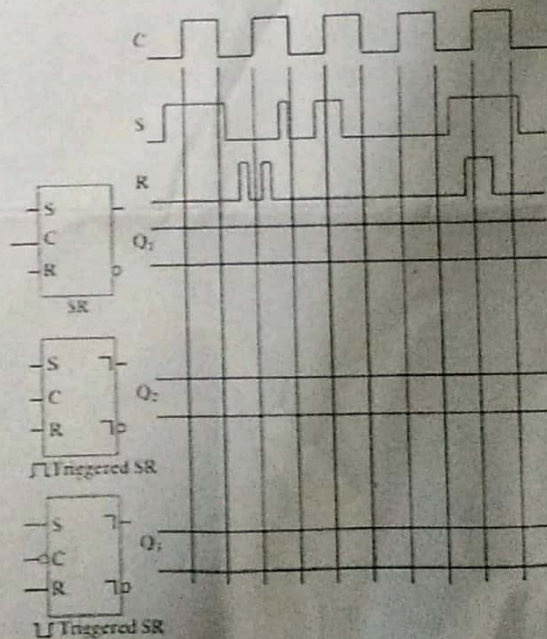 C
S
R
S
C
R
Q₁
SR
S ┐
C
R ┐
Q₂
Triggered SR
S ┐
C
R ┐
Q₃
Triggered SR